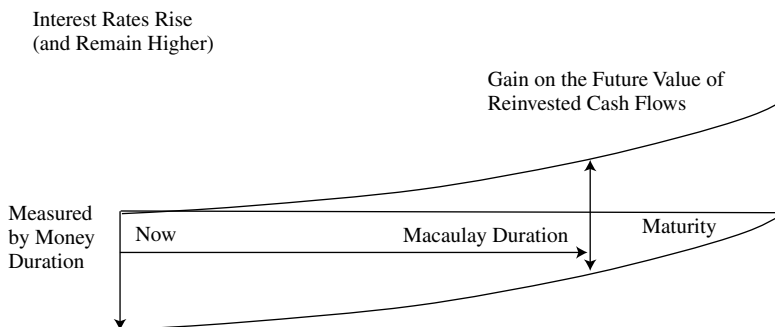 Interest Rates Rise
(and Remain Higher)
Gain on the Future Value of
Reinvested Cash Flows
Measured
by Money
Duration
Now
Macaulay Duration
Maturity